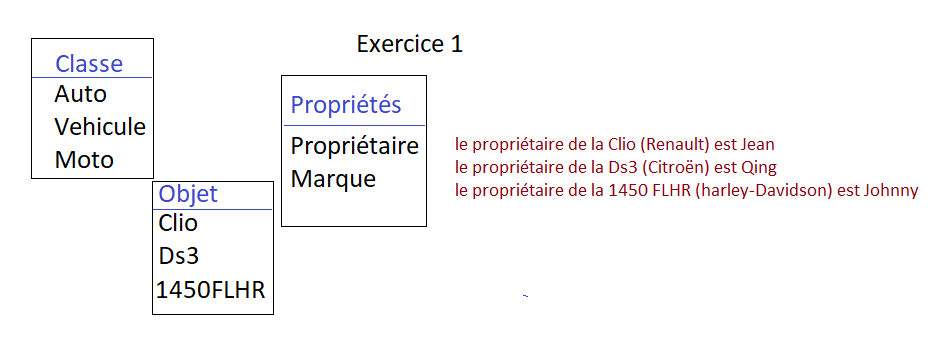 Exercice 1
Classe
Auto
Vehicule
Moto
Objet
Clio
Ds3
1450FLHR
Propriétés
Propriétaire
Marque
le propriétaire de la Clio (Renault) est Jean
le propriétaire de la Ds3 (Citroën) est Qing
le propriétaire de la 1450 FLHR (harley-Davidson) est Johnny